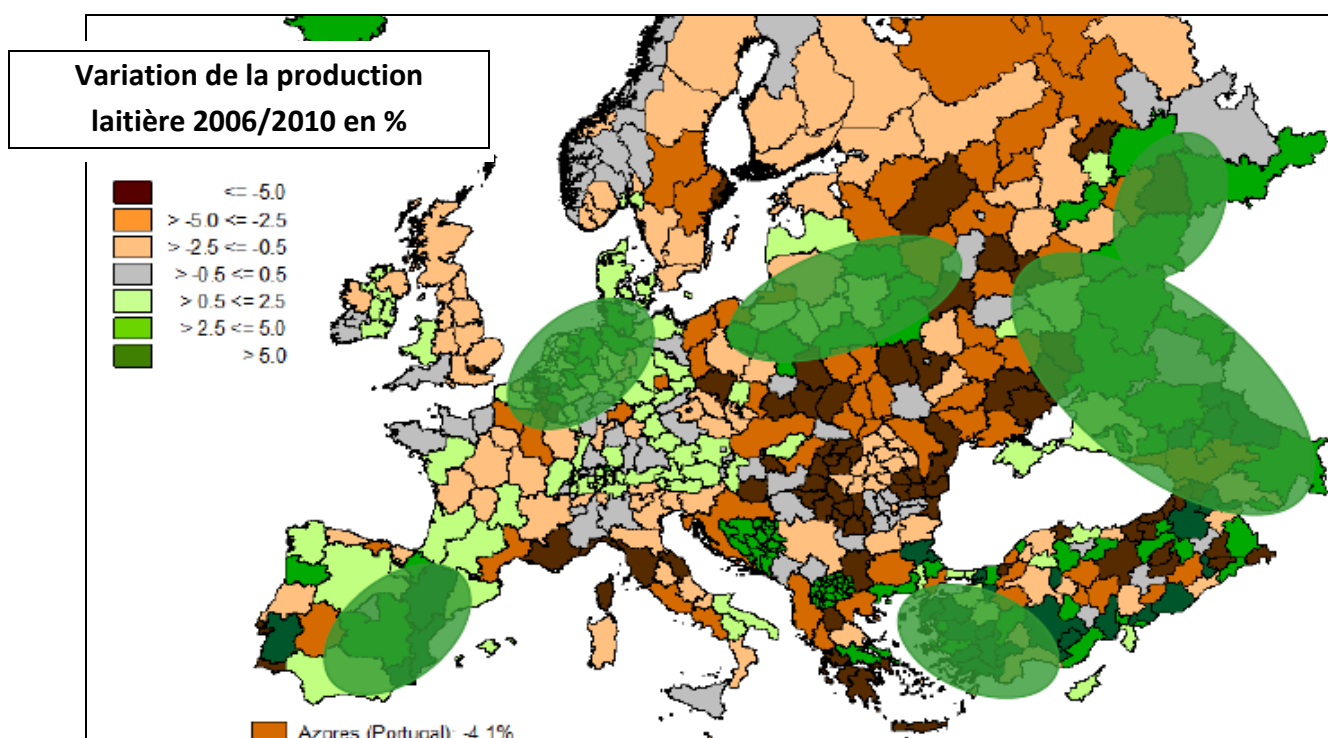 Variation de la production
laitière 2006/2010 en %
<= -5.0
> -5.0 <= -2.5
> -2.5 <= -0.5
> -0.5 <= 0.5
> 0.5 <= 2.5
> 2.5 <= 5.0
> 5.0
Azores (Portugal): -4.1%